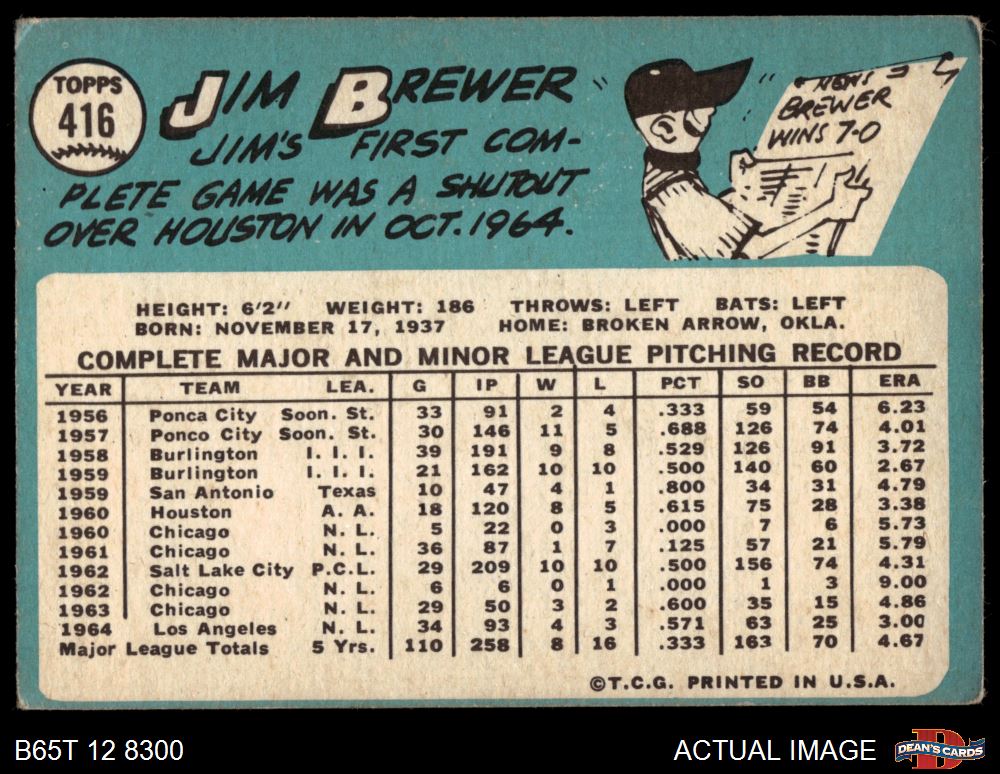 TOPPS
416
JIM BREWER
JIM'S FIRST COM-
PLETE GAME WAS A SHUTOUT
OVER HOUSTON IN OCT. 1964.
NEWS
BREWER
WINS 7-0
HEIGHT: 6'2" WEIGHT: 186 THROWS: LEFT BATS: LEFT
BORN: NOVEMBER 17, 1937 HOME: BROKEN ARROW, OKLA.
COMPLETE MAJOR AND MINOR LEAGUE PITCHING RECORD
YEAR TEAM LEA. G IP W L PCT SO BB ERA
1956 Ponca City Soon. St. 33 91 2 4 .333 59 54 6.23
1957 Ponco City Soon. St. 30 146 11 5 .688 126 74 4.01
1958 Burlington I. I. I. 39 191 9 8 .529 126 91 3.72
1959 Burlington I. I. I. 21 162 10 10 .500 140 60 2.67
1959 San Antonio Texas 10 47 4 1 .800 34 31 4.79
1960 Houston A. A. 18 120 8 5 .615 75 28 3.38
1960 Chicago N. L. 5 22 0 3 .000 7 6 5.73
1961 Chicago N. L. 36 87 1 7 .125 57 21 5.79
1962 Salt Lake City P.C.L. 29 209 10 10 .500 156 74 4.31
1962 Chicago N. L. 6 6 0 1 .000 1 3 9.00
1963 Chicago N. L. 29 50 3 2 .600 35 15 4.86
1964 Los Angeles N. L. 34 93 4 3 .571 63 25 3.00
Major League Totals 5 Yrs. 110 258 8 16 .333 163 70 4.67
©T.C.G. PRINTED IN U.S.A.
B65T 12 8300 ACTUAL IMAGE DEAN'S CARDS